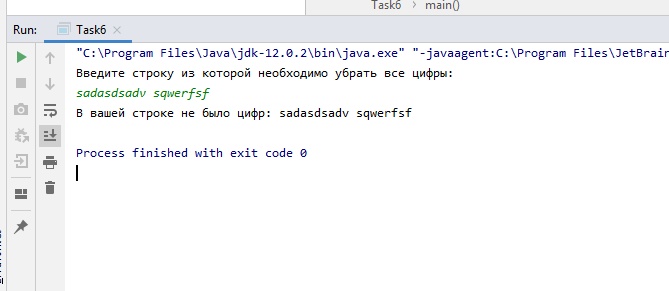 Task6 > main()
Run: Task6 ×
"C:\Program Files\Java\jdk-12.0.2\bin\java.exe" "-javaagent:C:\Program Files\JetBrain
Введите строку из которой необходимо убрать все цифры:
sadasdsadv sqwerfsf
В вашей строке не было цифр: sadasdsadv sqwerfsf
Process finished with exit code 0